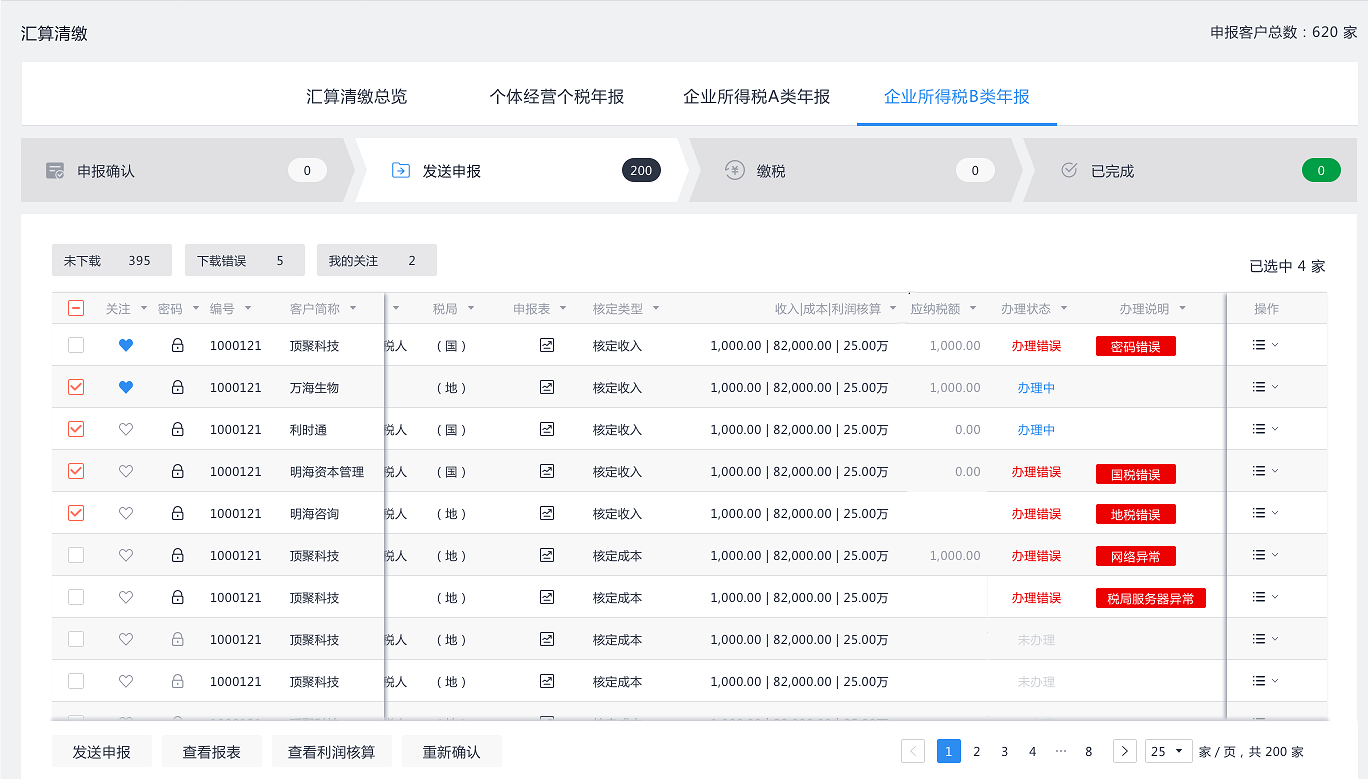 汇算清缴
申报客户总数：620 家
汇算清缴总览 个体经营个税年报 企业所得税A类年报 企业所得税B类年报
申报确认 0 发送申报 200 缴税 0 已完成 0
未下载 395 下载错误 5 我的关注 2
已选中 4 家
关注 密码 编号 客户简称 税局 申报表 核定类型 收入|成本|利润核算 应纳税额 办理状态 办理说明 操作
1000121 顶聚科技 税人 （国） 核定收入 1,000.00 | 82,000.00 | 25.00万 1,000.00 办理错误 密码错误
1000121 万海生物 （地） 核定收入 1,000.00 | 82,000.00 | 25.00万 1,000.00 办理中
1000121 利时通 税人 （国） 核定收入 1,000.00 | 82,000.00 | 25.00万 0.00 办理中
1000121 明海资本管理 税人 （国） 核定收入 1,000.00 | 82,000.00 | 25.00万 0.00 办理错误 国税错误
1000121 明海咨询 税人 （地） 核定收入 1,000.00 | 82,000.00 | 25.00万 办理错误 地税错误
1000121 顶聚科技 税人 （地） 核定成本 1,000.00 | 82,000.00 | 25.00万 1,000.00 办理错误 网络异常
1000121 顶聚科技 （地） 核定成本 1,000.00 | 82,000.00 | 25.00万 办理错误 税局服务器异常
1000121 顶聚科技 税人 （地） 核定成本 1,000.00 | 82,000.00 | 25.00万 未办理
1000121 顶聚科技 税人 （地） 核定成本 1,000.00 | 82,000.00 | 25.00万 未办理
发送申报 查看报表 查看利润核算 重新确认 < 1 2 3 4 ··· 8 > 25 家 / 页，共 200 家